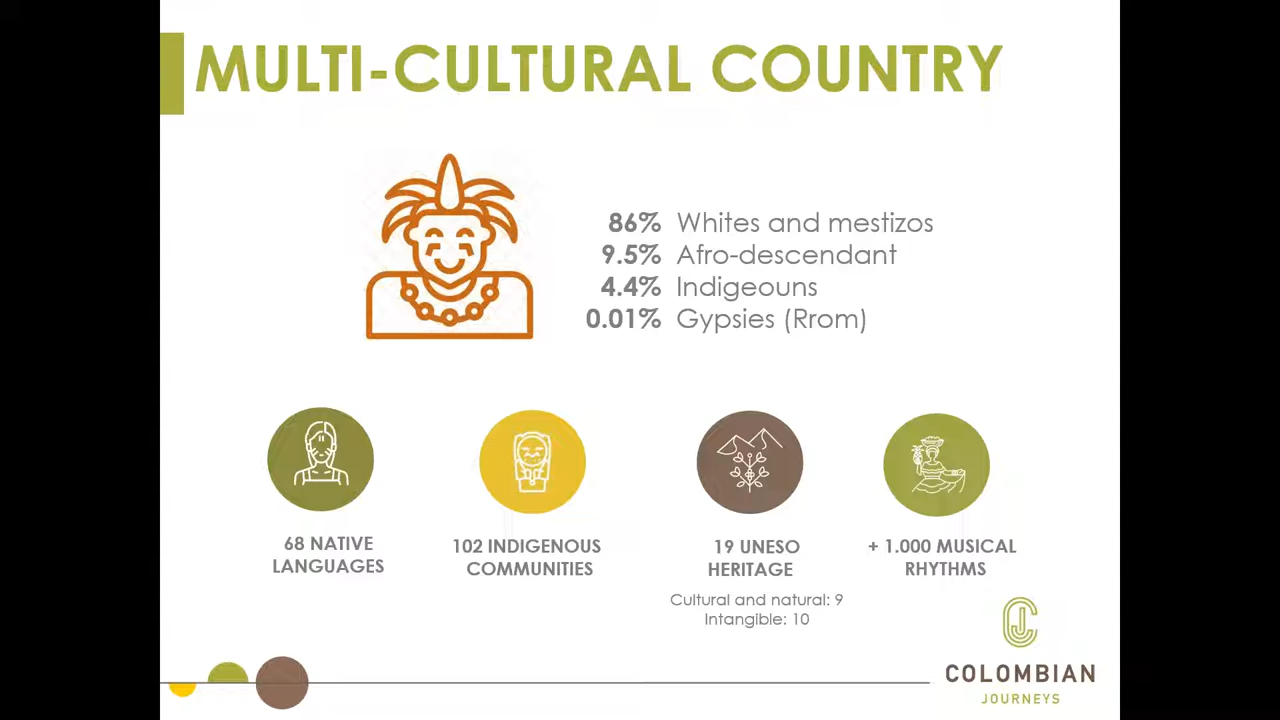 MULTI-CULTURAL COUNTRY
86% Whites and mestizos
9.5% Afro-descendant
4.4% Indigeouns
0.01% Gypsies (Rrom)
68 NATIVE
LANGUAGES
102 INDIGENOUS
COMMUNITIES
19 UNESO
HERITAGE
Cultural and natural: 9
Intangible: 10
+ 1.000 MUSICAL
RHYTHMS
COLOMBIAN
JOURNEYS